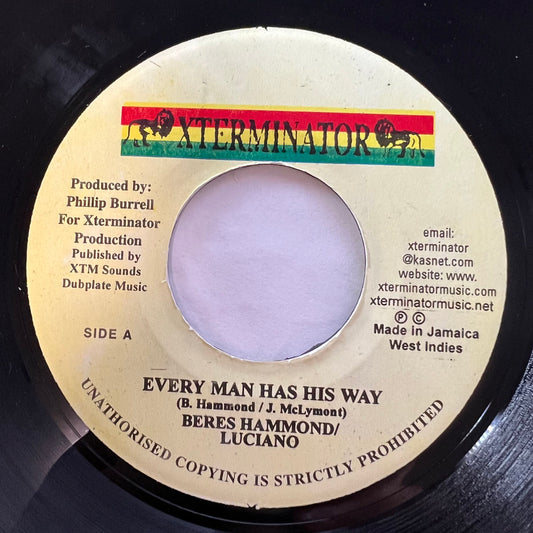 XTERMINATOR
Produced by:
Phillip Burrell
For Xterminator
Production
Published by
XTM Sounds
Dubplate Music
SIDE A
email:
xterminator
@kasnet.com
website: www.
xterminatormusic.com
xterminatormusic.net
Ⓟ Ⓒ
Made in Jamaica
West Indies
EVERY MAN HAS HIS WAY
(B. Hammond / J. McLymont)
BERES HAMMOND/
LUCIANO
UNATHORISED COPYING IS STRICTLY PROHIBITED